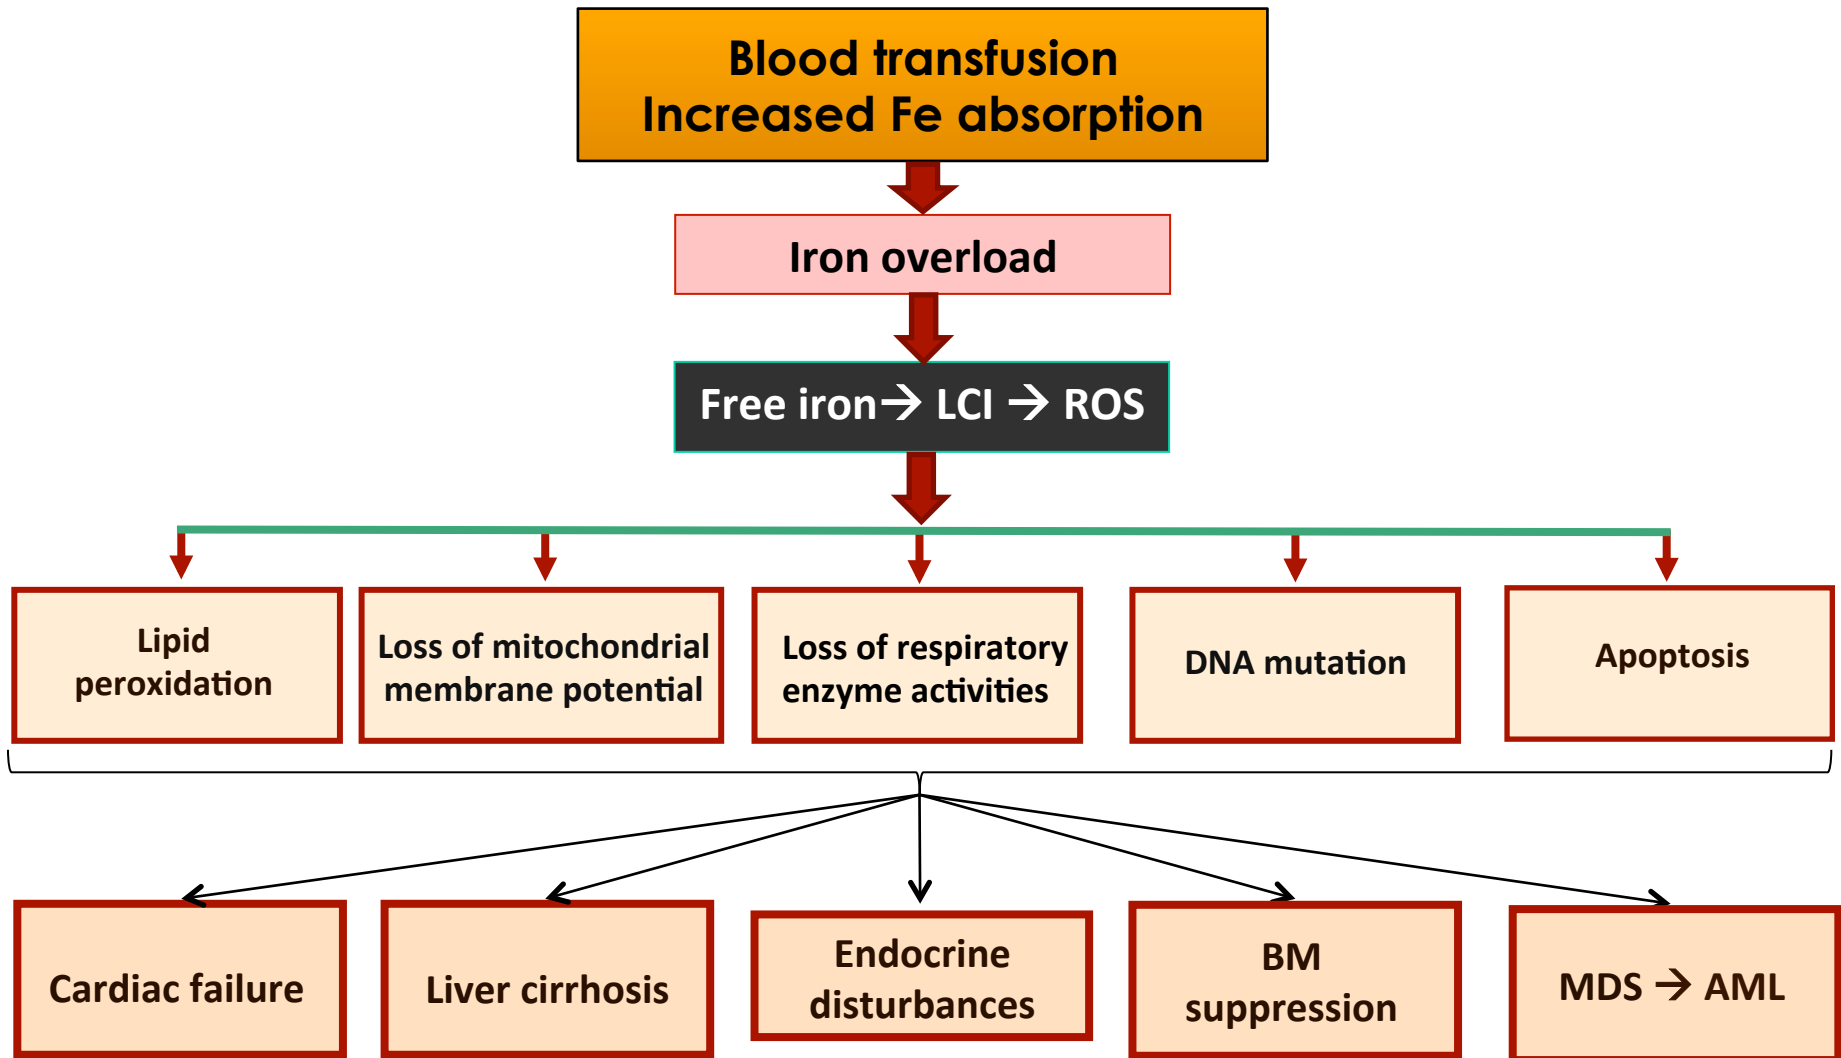 Blood transfusion
Increased Fe absorption
Iron overload
Free iron→ LCI → ROS
Lipid
peroxidation
Loss of mitochondrial
membrane potential
Loss of respiratory
enzyme activities
DNA mutation
Apoptosis
Cardiac failure
Liver cirrhosis
Endocrine
disturbances
BM
suppression
MDS → AML